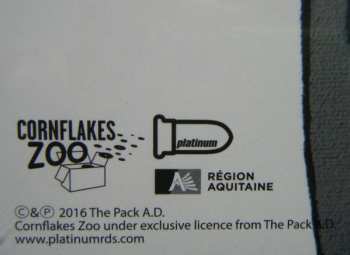 CORNFLAKES
ZOO
platinum
RÉGION
AQUITAINE
©&℗ 2016 The Pack A.D.
Cornflakes Zoo under exclusive licence from The Pack A.D.
www.platinumrds.com